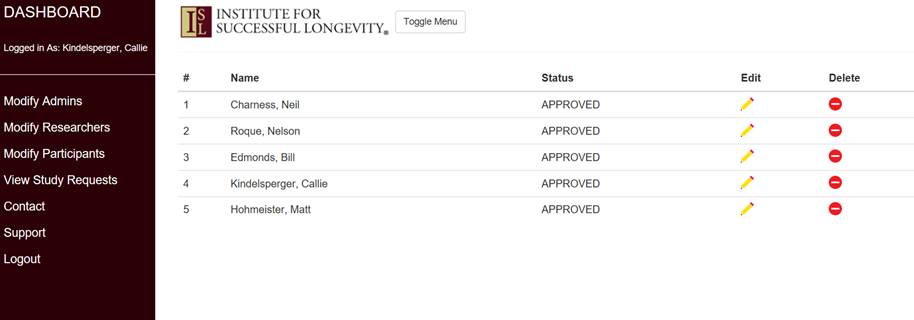 DASHBOARD
Logged in As: Kindelsperger, Callie
Modify Admins
Modify Researchers
Modify Participants
View Study Requests
Contact
Support
Logout
ISL
INSTITUTE FOR
SUCCESSFUL LONGEVITY®
Toggle Menu
# Name Status Edit Delete
1 Charness, Neil APPROVED
2 Roque, Nelson APPROVED
3 Edmonds, Bill APPROVED
4 Kindelsperger, Callie APPROVED
5 Hohmeister, Matt APPROVED